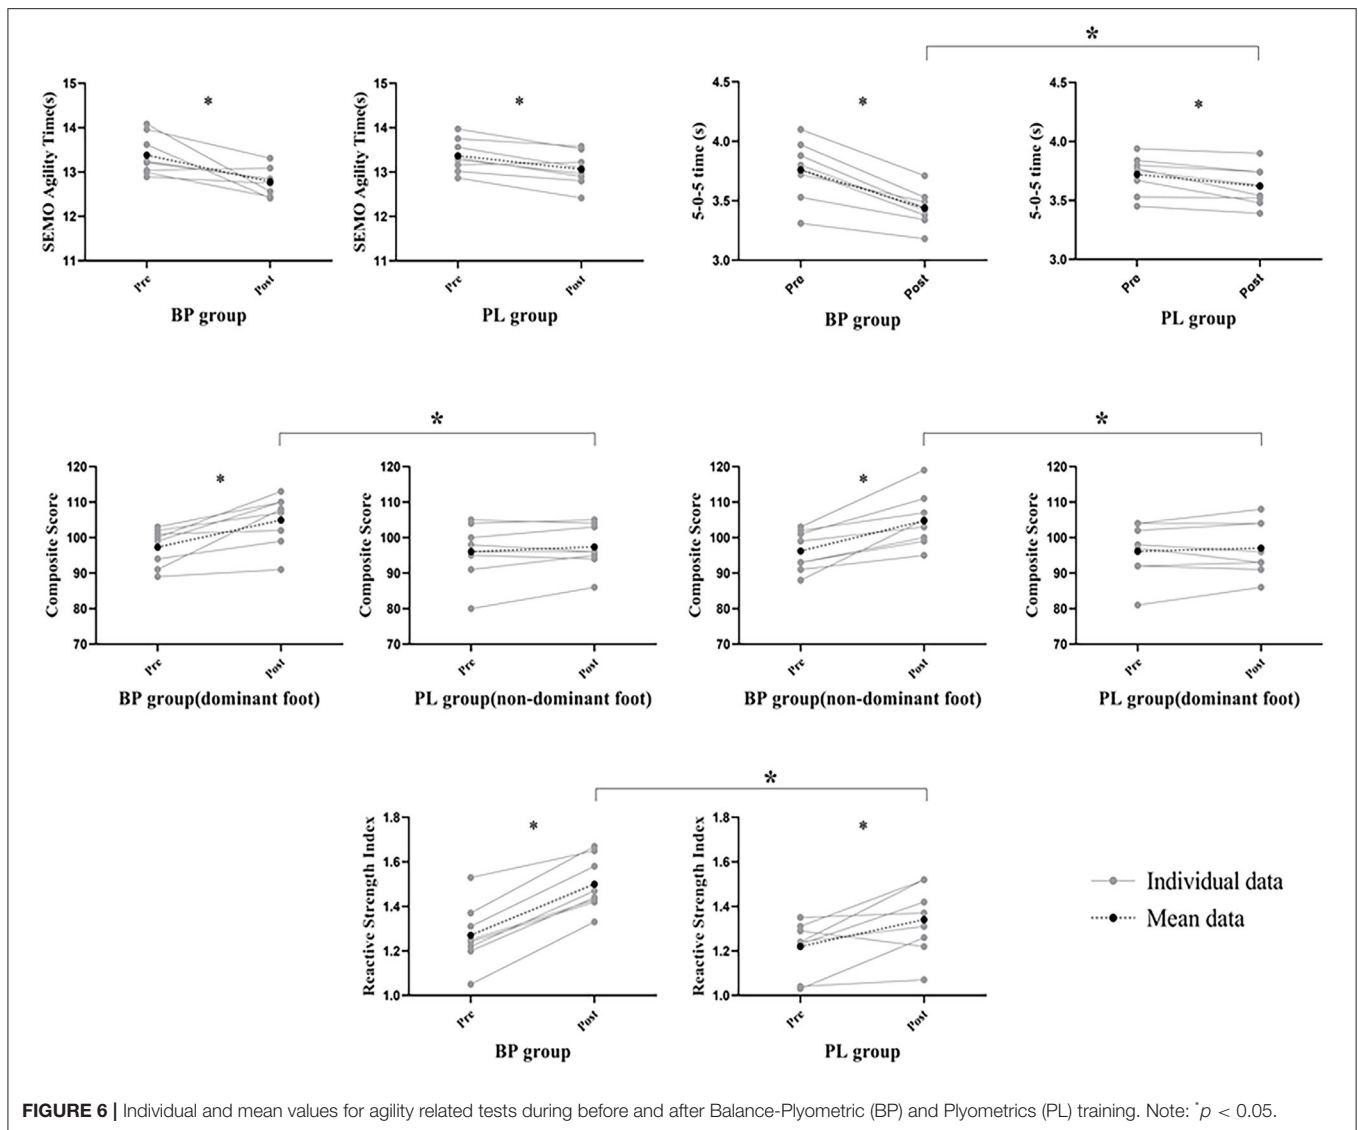 *
15
14
13
12
11
SEMO Agility Time(s)
*
Pre
Post
BP group
15
14
13
12
11
SEMO Agility Time(s)
*
Pre
Post
PL group
4.5
4.0
3.5
3.0
5-0-5 time (s)
*
Pre
Post
BP group
4.5
4.0
3.5
3.0
5-0-5 time (s)
*
Pre
Post
PL group
*
*
120
110
100
90
80
70
Composite Score
*
Pre
Post
BP group(dominant foot)
120
110
100
90
80
70
Composite Score
Pre
Post
PL group(non-dominant foot)
120
110
100
90
80
70
Composite Score
*
Pre
Post
BP group(non-dominant foot)
120
110
100
90
80
70
Composite Score
Pre
Post
PL group(dominant foot)
*
1.8
1.6
1.4
1.2
1.0
Reactive Strength Index
*
Pre
Post
BP group
1.8
1.6
1.4
1.2
1.0
Reactive Strength Index
*
Pre
Post
PL group
Individual data
Mean data
FIGURE 6 | Individual and mean values for agility related tests during before and after Balance-Plyometric (BP) and Plyometrics (PL) training. Note: *p < 0.05.